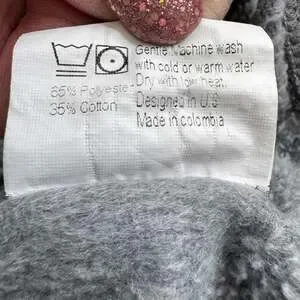 Gentle Machine wash
with cold or warm water
Dry with low heat.
65% Polyester
35% Cotton
Designed in U.S
Made in colombia